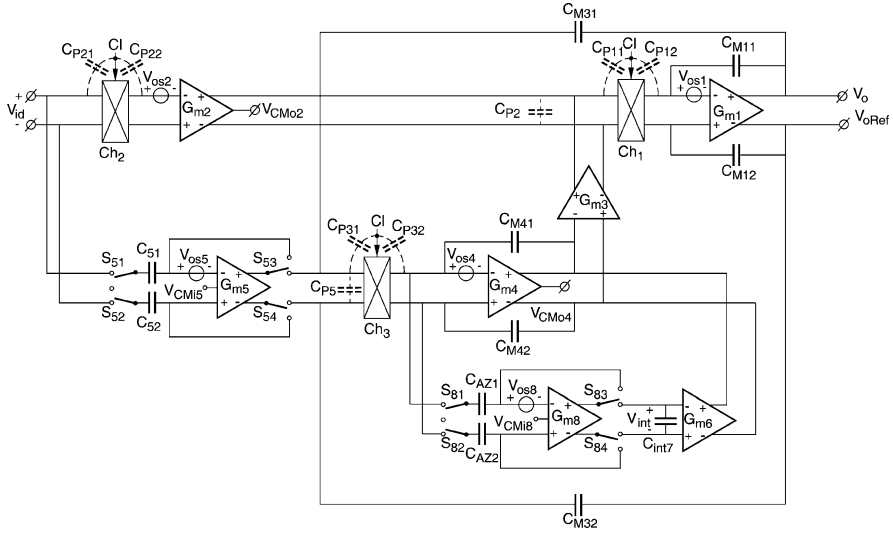 CM31
CP21 Cl CP22
CP11 Cl CP12
CM11
Vos2
+ -
Vos1
+ -
+
Vid
-
- +
Gm2
+ -
VCMo2
CP2
- +
Gm1
+ -
Vo
VoRef
Ch2
Ch1
CM12
+ -
Gm3
- +
CP31 Cl CP32
CM41
S51 C51
Vos5
+ -
S53
Vos4
+ -
VCMi5
- +
Gm5
+ -
CP5
- +
Gm4
+ -
S52 C52
S54
Ch3
VCMo4
CM42
S81 CAZ1
Vos8
+ -
S83
VCMi8
- +
Gm8
+ -
+
Vint
-
- +
Gm6
+ -
S82 CAZ2
S84
Cint7
CM32